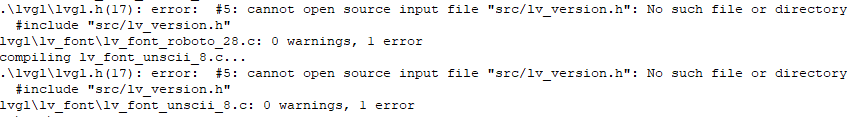 .\lvgl\lvgl.h(17): error:  #5: cannot open source input file "src/lv_version.h": No such file or directory
  #include "src/lv_version.h"
lvgl\lv_font\lv_font_roboto_28.c: 0 warnings, 1 error
compiling lv_font_unscii_8.c...
.\lvgl\lvgl.h(17): error:  #5: cannot open source input file "src/lv_version.h": No such file or directory
  #include "src/lv_version.h"
lvgl\lv_font\lv_font_unscii_8.c: 0 warnings, 1 error